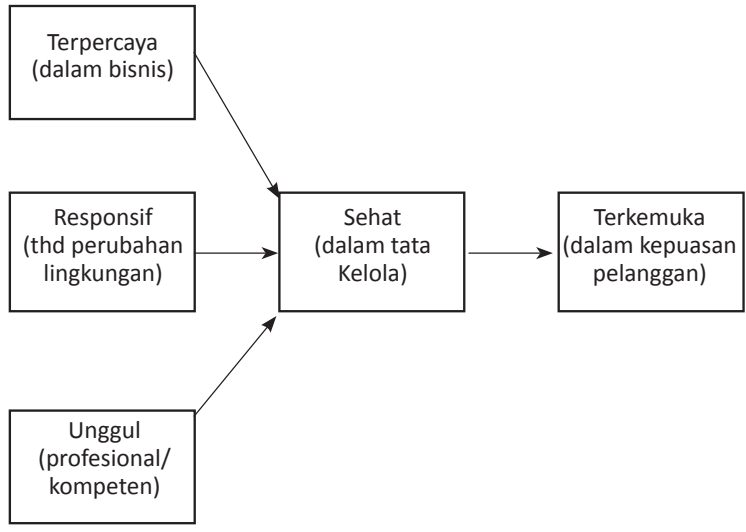 Terpercaya
(dalam bisnis)
Responsif
(thd perubahan
lingkungan)
Sehat
(dalam tata
Kelola)
Terkemuka
(dalam kepuasan
pelanggan)
Unggul
(profesional/
kompeten)